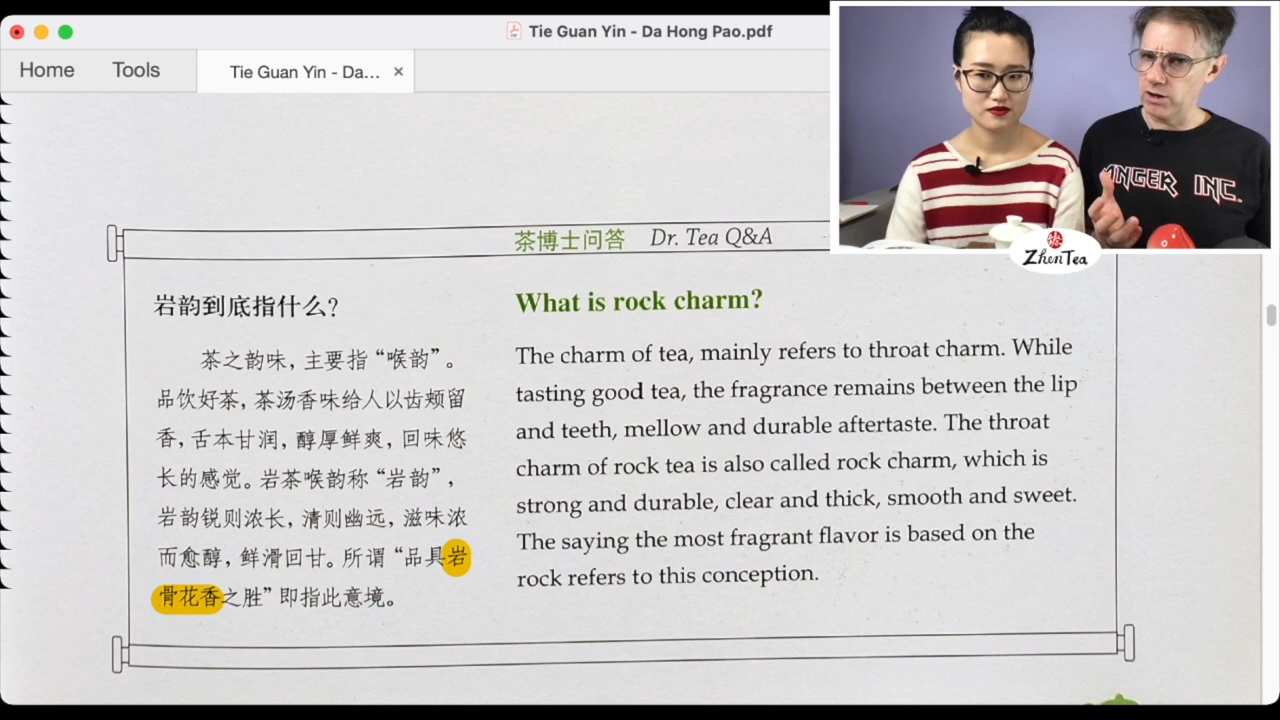 Tie Guan Yin - Da Hong Pao.pdf
Home
Tools
Tie Guan Yin - Da...
ANGER INC.
ZhenTea
茶博士问答 Dr. Tea Q&A
岩韵到底指什么?
茶之韵味,主要指“喉韵”。
品饮好茶,茶汤香味给人以齿颊留
香,舌本甘润,醇厚鲜爽,回味悠
长的感觉。岩茶喉韵称“岩韵”,
岩韵锐则浓长,清则幽远,滋味浓
而愈醇,鲜滑回甘。所谓“品具岩
骨花香之胜”即指此意境。
What is rock charm?
The charm of tea, mainly refers to throat charm. While
tasting good tea, the fragrance remains between the lip
and teeth, mellow and durable aftertaste. The throat
charm of rock tea is also called rock charm, which is
strong and durable, clear and thick, smooth and sweet.
The saying the most fragrant flavor is based on the
rock refers to this conception.